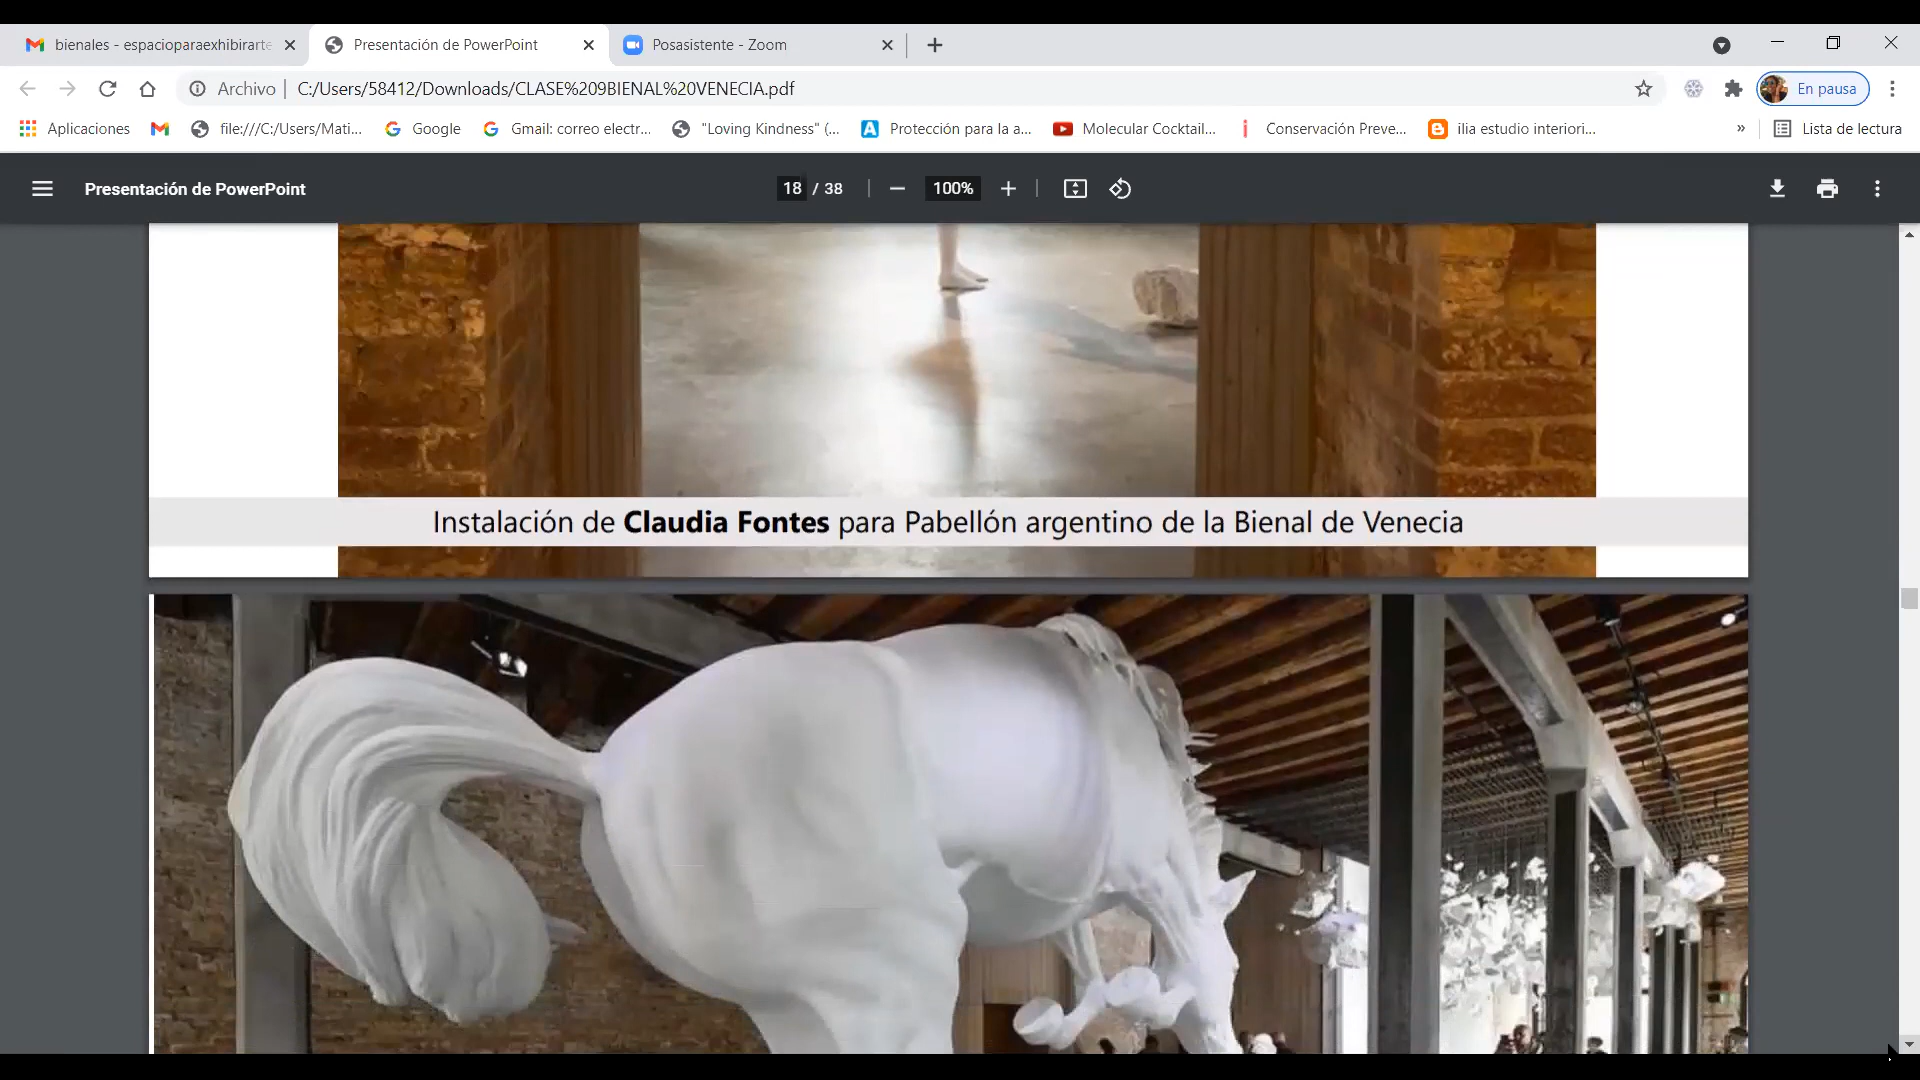 bienales - espacioparaexhibirarte
Presentación de PowerPoint
Posasistente - Zoom
Archivo
C:/Users/58412/Downloads/CLASE%209BIENAL%20VENECIA.pdf
En pausa
Aplicaciones
file:///C:/Users/Mati...
Google
Gmail: correo electr...
"Loving Kindness" (...
Protección para la a...
Molecular Cocktail...
Conservación Preve...
ilia estudio interiori...
»
Lista de lectura
Presentación de PowerPoint
18 / 38
100%
Instalación de Claudia Fontes para Pabellón argentino de la Bienal de Venecia